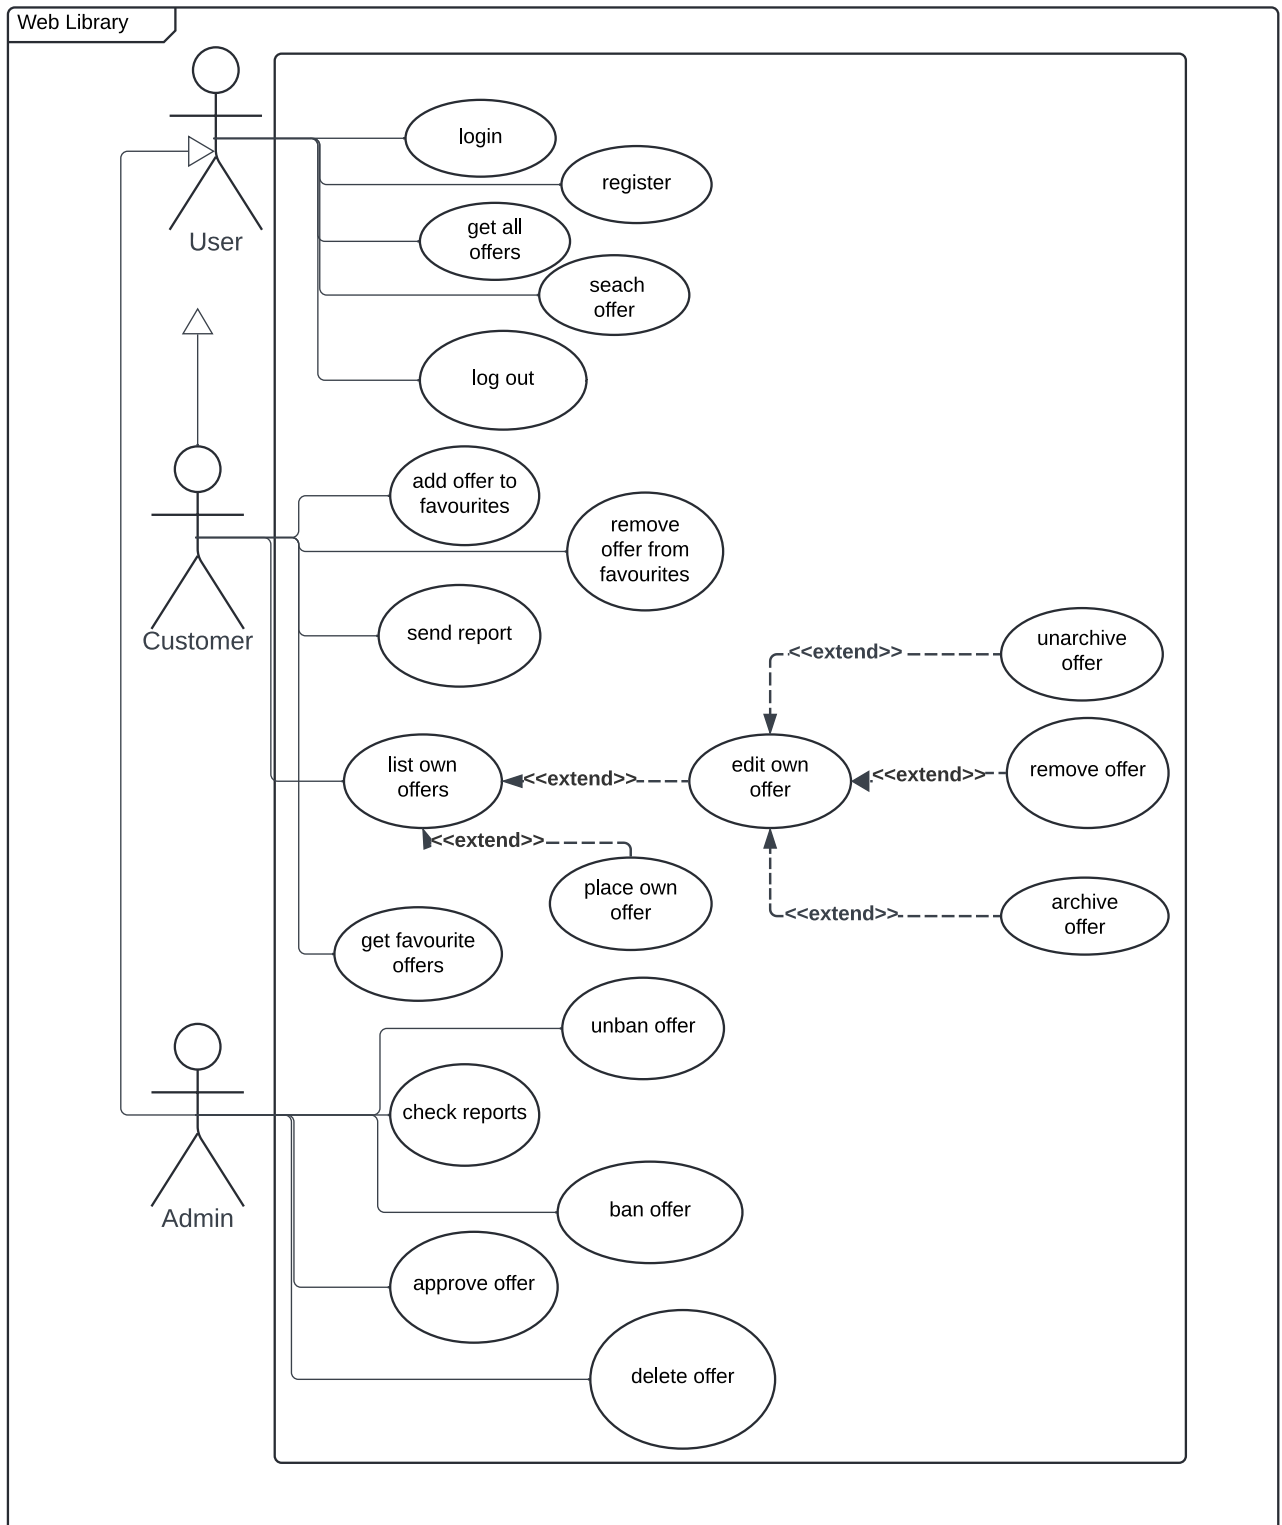 Web Library
login
register
User
get all
offers
seach
offer
log out
add offer to
favourites
remove
offer from
favourites
Customer
send report
unarchive
offer
<<extend>>
list own
offers
<<extend>>
edit own
offer
<<extend>>
remove offer
<<extend>>
place own
offer
<<extend>>
archive
offer
get favourite
offers
unban offer
check reports
Admin
ban offer
approve offer
delete offer